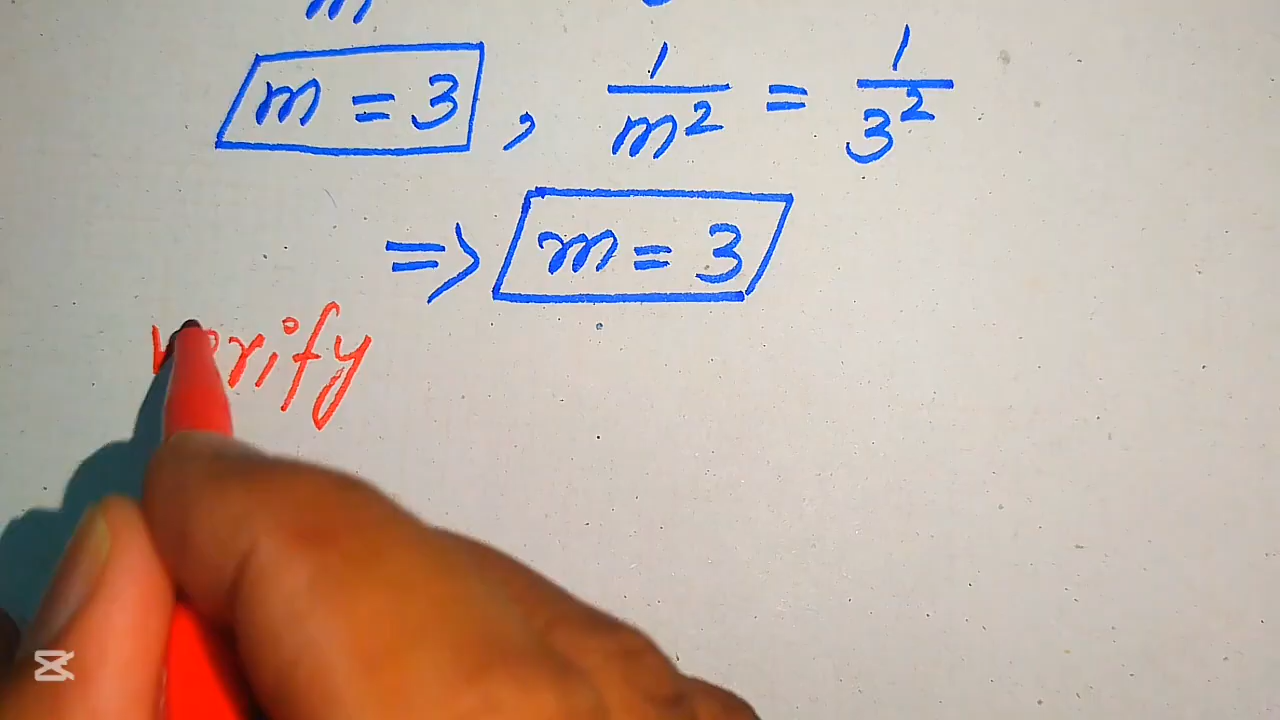 m
m = 3 , 1/m² = 1/3²
=> m = 3
verify